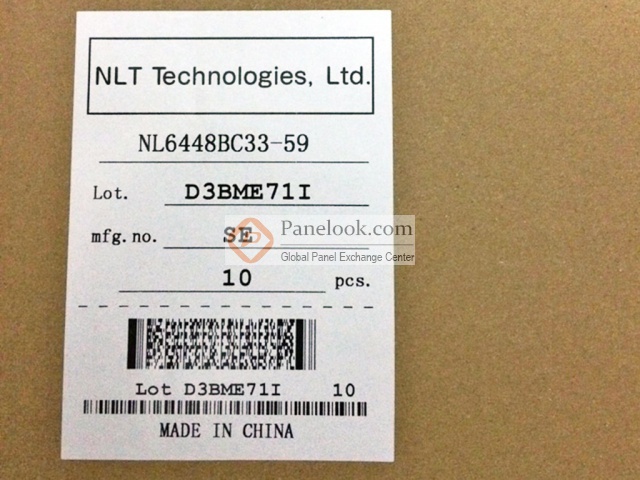 NLT Technologies, Ltd.
NL6448BC33-59
Lot. D3BME71I
mfg.no. SE
Panelook.com
Global Panel Exchange Center
10 pcs.
Lot D3BME71I 10
MADE IN CHINA